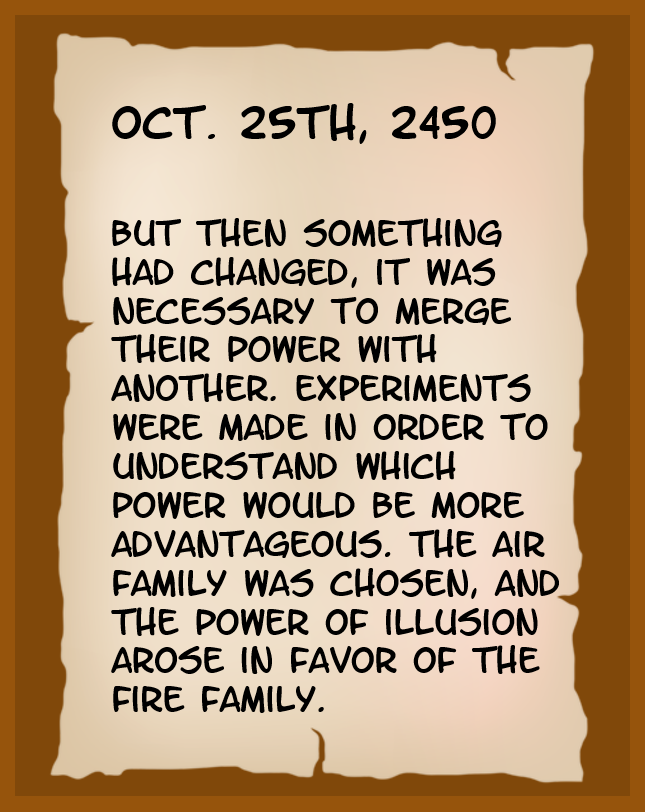 OCT. 25TH, 2450
BUT THEN SOMETHING
HAD CHANGED, IT WAS
NECESSARY TO MERGE
THEIR POWER WITH
ANOTHER. EXPERIMENTS
WERE MADE IN ORDER TO
UNDERSTAND WHICH
POWER WOULD BE MORE
ADVANTAGEOUS. THE AIR
FAMILY WAS CHOSEN, AND
THE POWER OF ILLUSION
AROSE IN FAVOR OF THE
FIRE FAMILY.